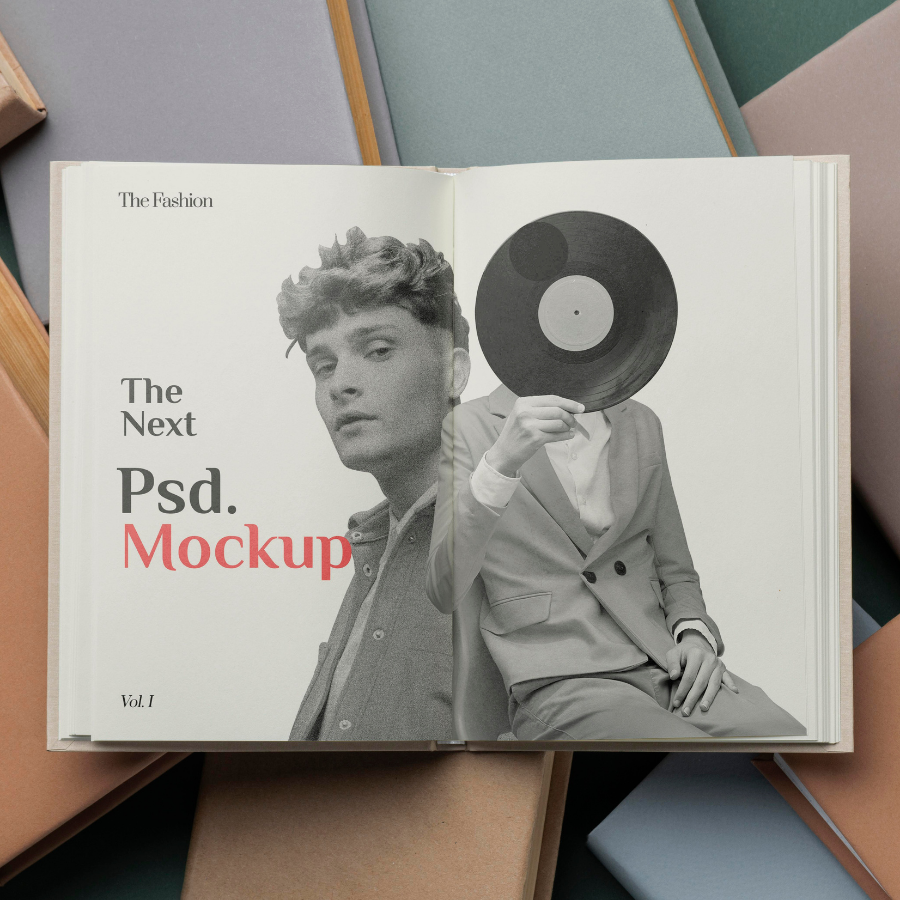 The Fashion
The
Next
Psd.
Mockup
Vol. I